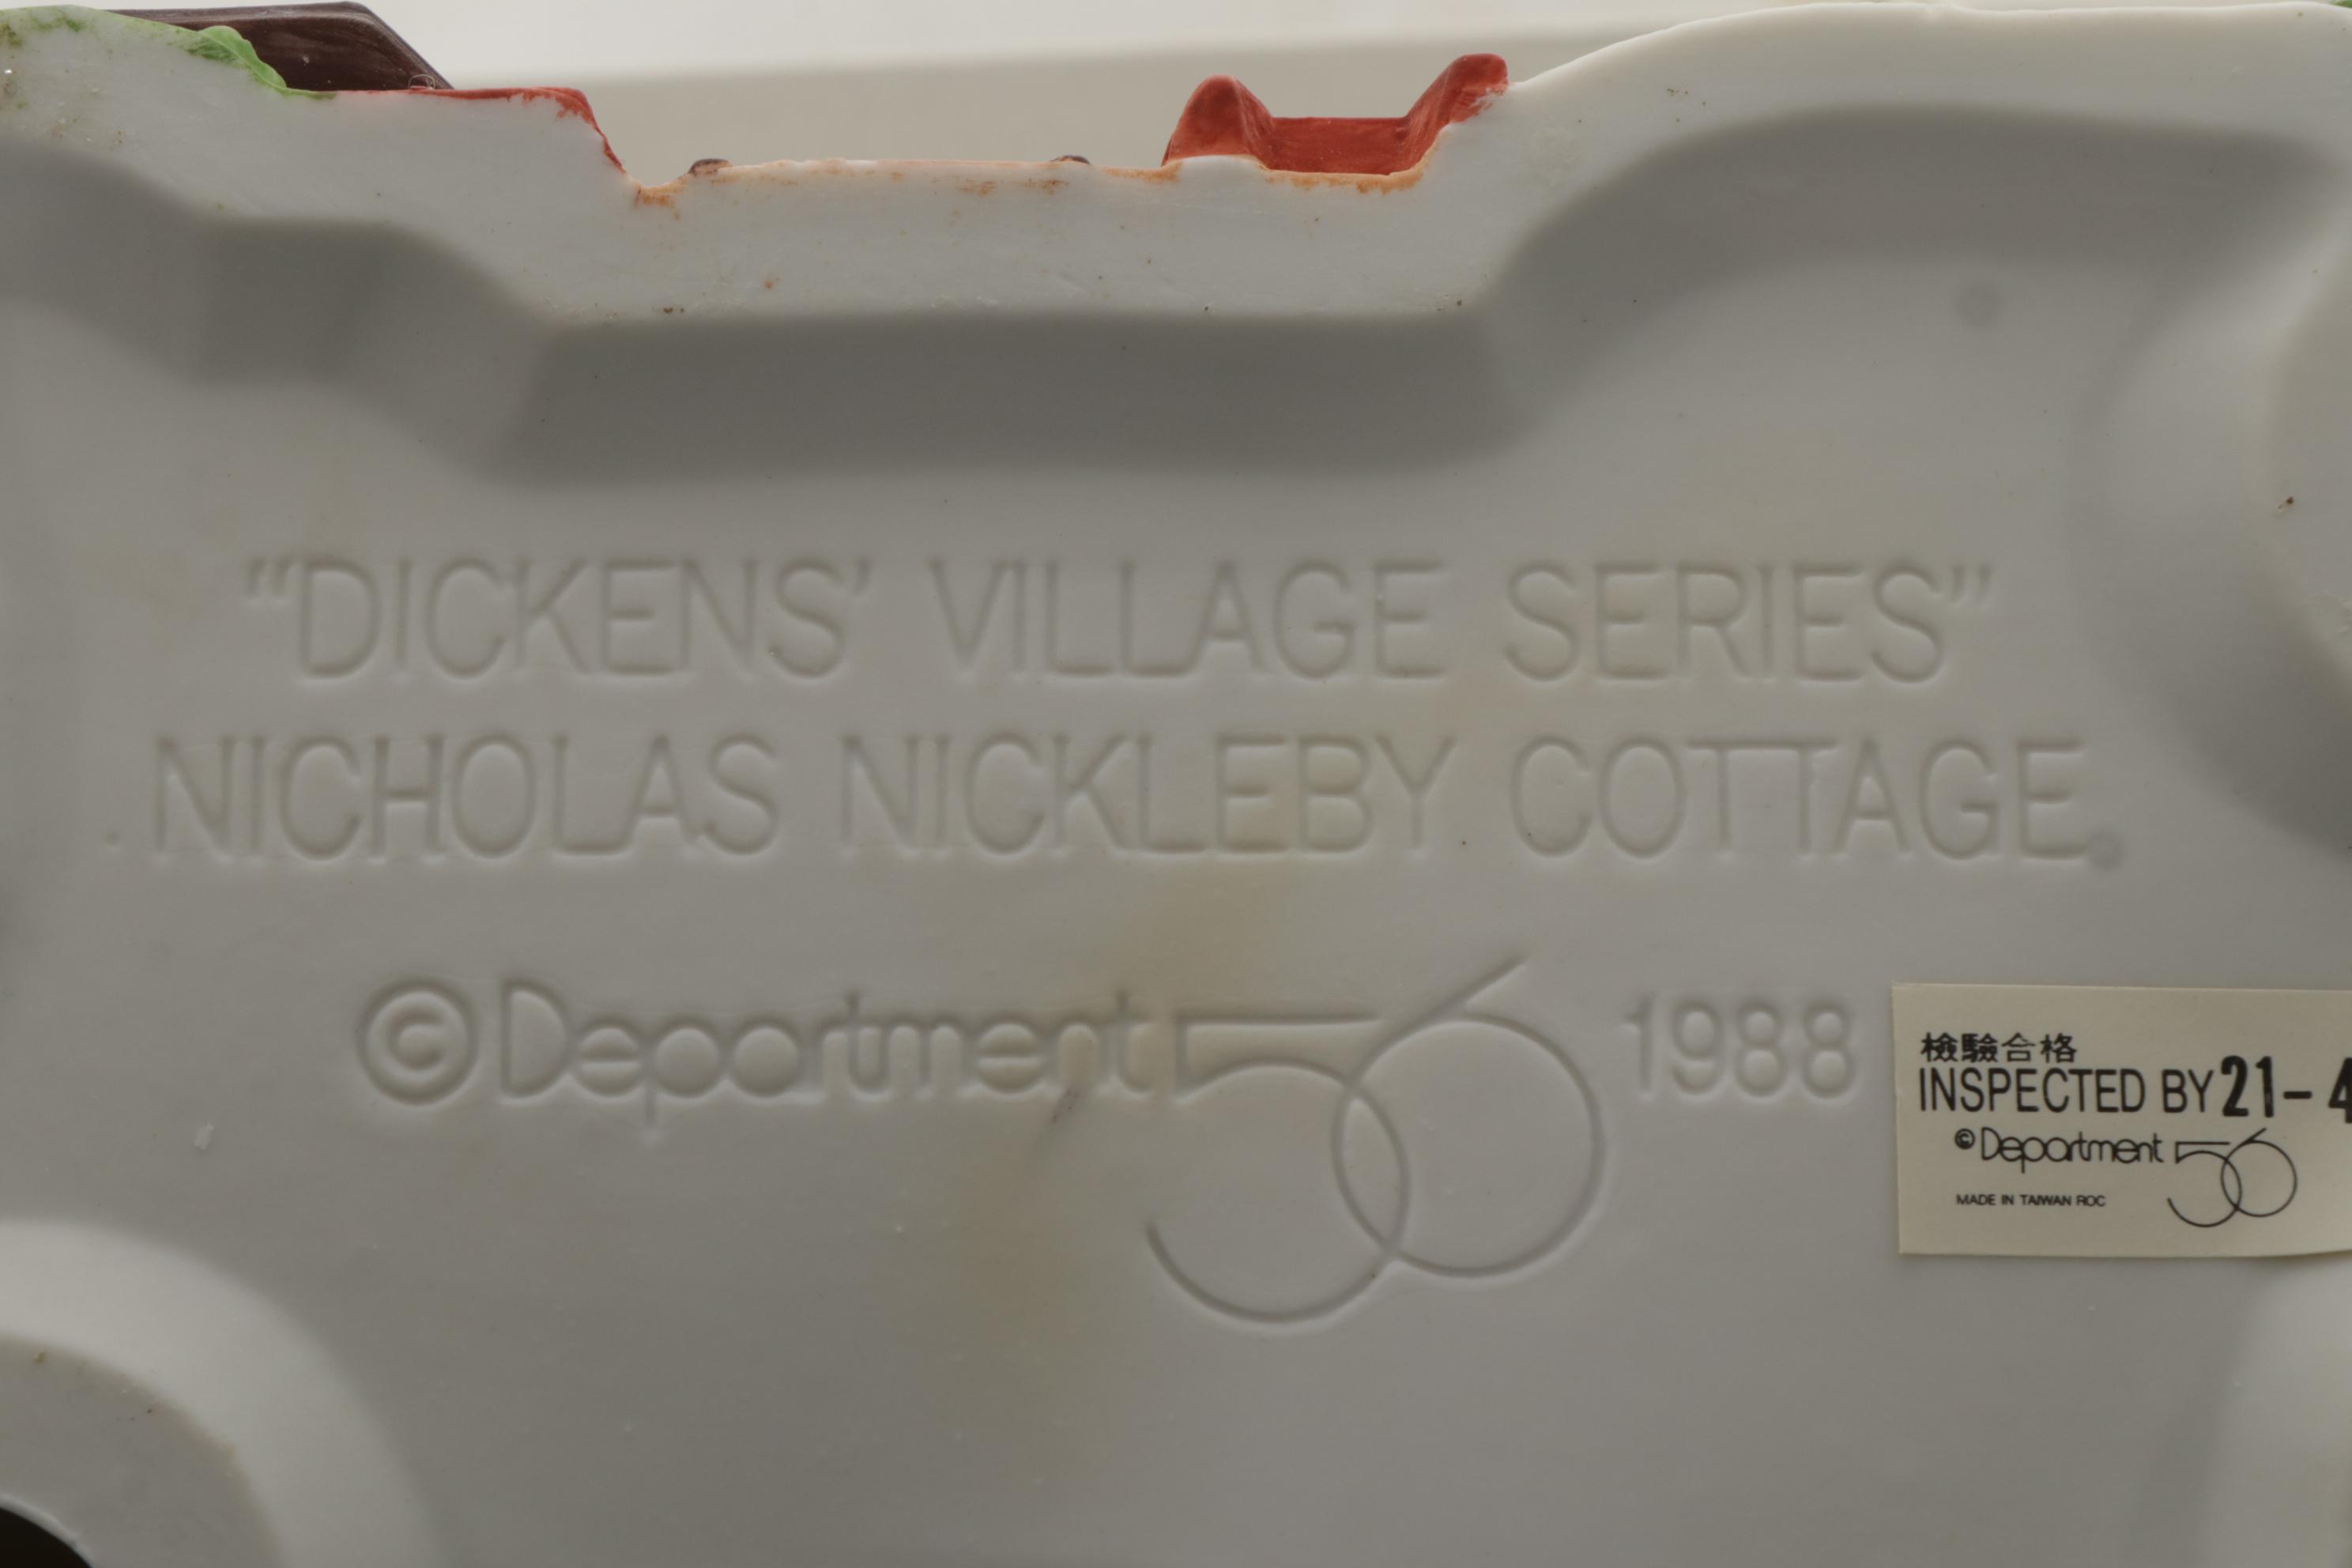 “DICKENS’ VILLAGE SERIES”
NICHOLAS NICKLEBY COTTAGE
©Department 56 1988
檢驗合格
INSPECTED BY 21-4
©Department 56
MADE IN TAIWAN ROC